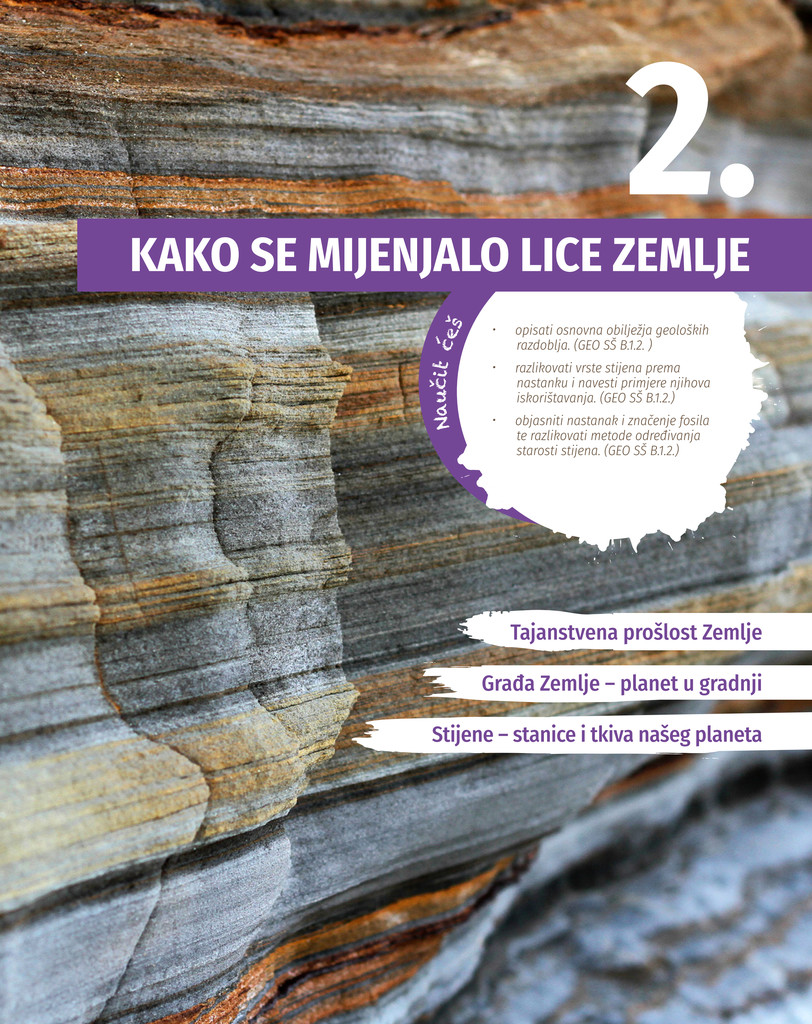 2.
KAKO SE MIJENJALO LICE ZEMLJE
Naučit ćeš
• opisati osnovna obilježja geoloških
razdoblja. (GEO SŠ B.1.2. )
• razlikovati vrste stijena prema
nastanku i navesti primjere njihova
iskorištavanja. (GEO SŠ B.1.2.)
• objasniti nastanak i značenje fosila
te razlikovati metode određivanja
starosti stijena. (GEO SŠ B.1.2.)
Tajanstvena prošlost Zemlje
Građa Zemlje – planet u gradnji
Stijene – stanice i tkiva našeg planeta